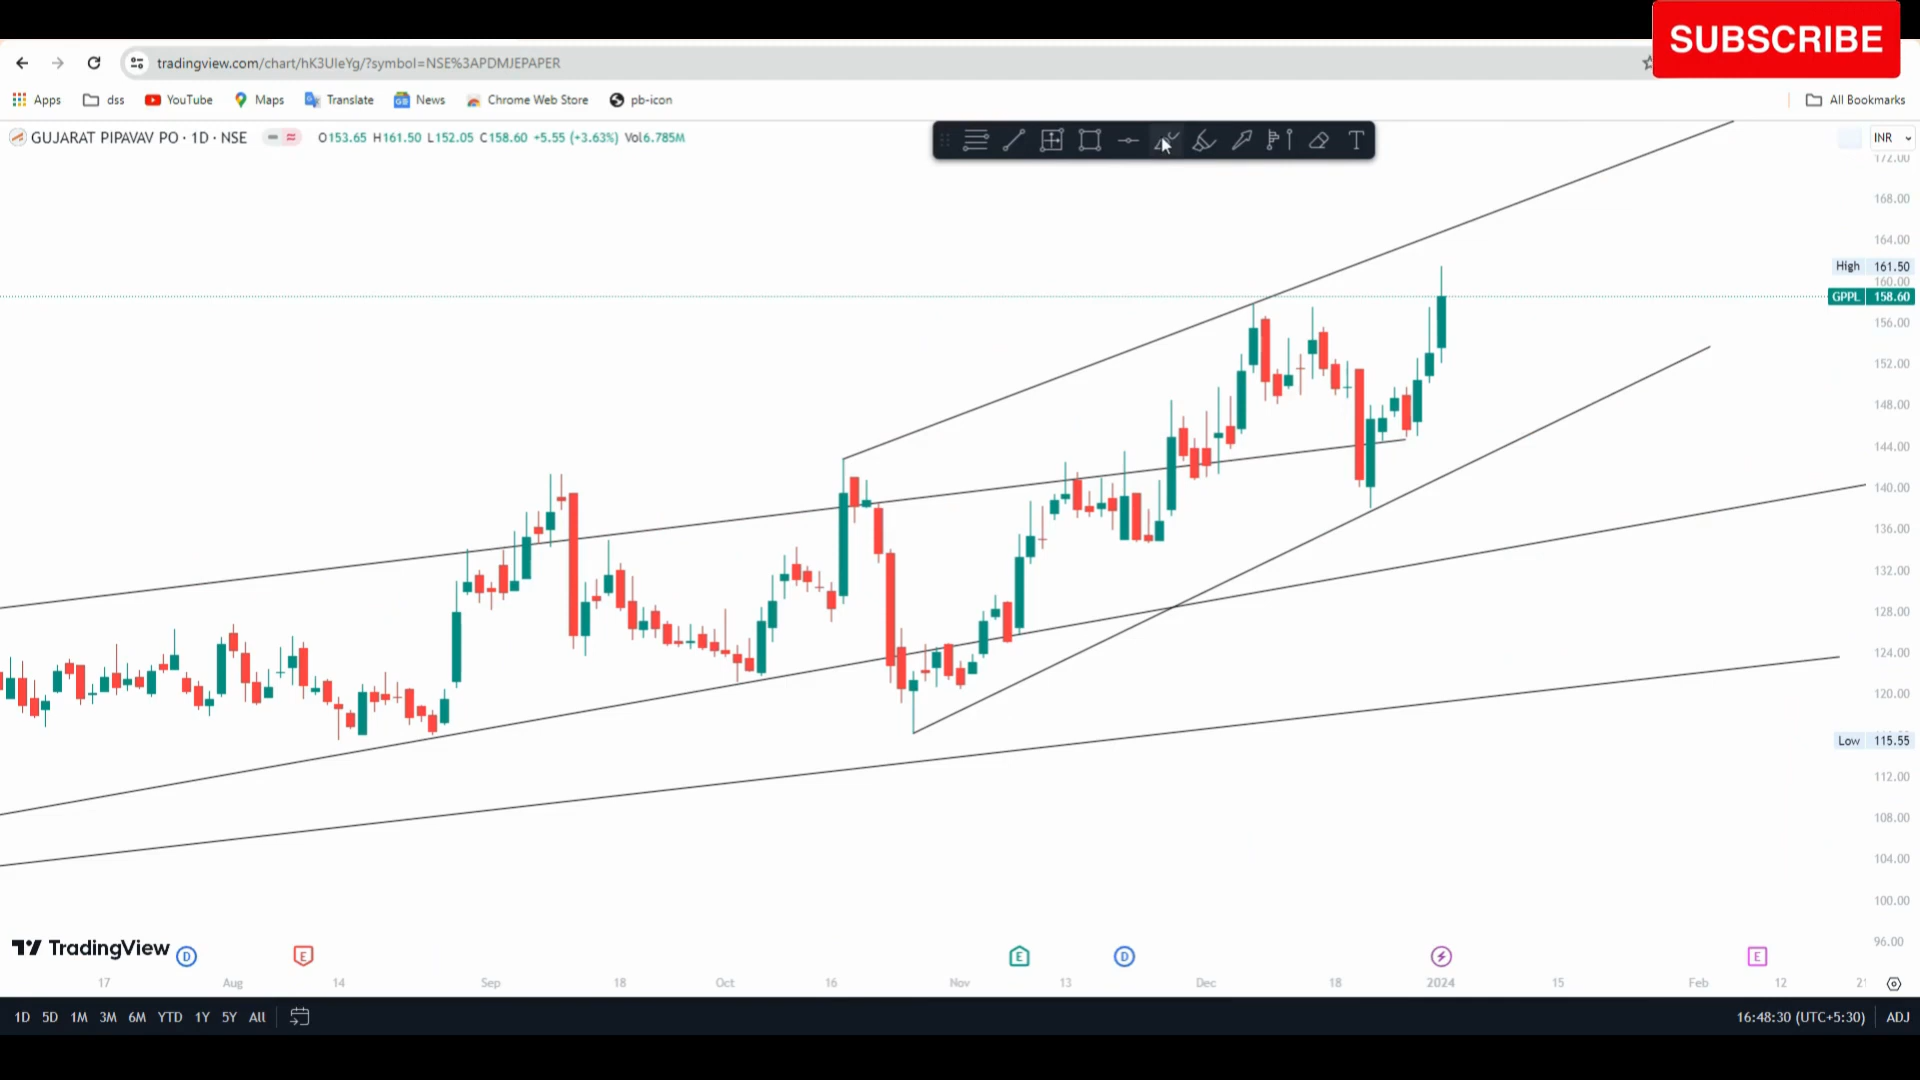 SUBSCRIBE
tradingview.com/chart/hK3UleYg/?symbol=NSE%3APDMJEPAPER
Apps dss YouTube Maps Translate News Chrome Web Store pb-icon All Bookmarks
GUJARAT PIPAVAV PO · 1D · NSE O153.65 H161.50 L152.05 C158.60 +5.55 (+3.63%) Vol6.785M
INR
172.00
168.00
164.00
High 161.50
160.00
GPPL 158.60
156.00
152.00
148.00
144.00
140.00
136.00
132.00
128.00
124.00
120.00
Low 115.55
112.00
108.00
104.00
100.00
96.00
TradingView D E E D E
17 Aug 14 Sep 18 Oct 16 Nov 13 Dec 18 2024 15 Feb 12
1D 5D 1M 3M 6M YTD 1Y 5Y All 16:48:30 (UTC+5:30) ADJ